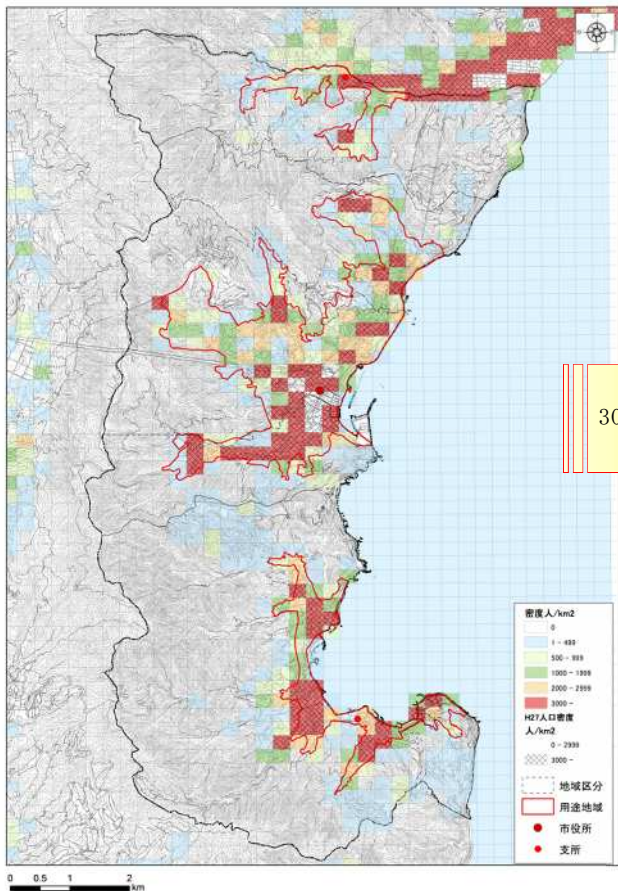 30
密度人/km2
0
1 - 499
500 - 999
1000 - 1999
2000 - 2999
3000 -
H27人口密度
人/km2
0 - 2999
3000 -
地域区分
用途地域
市役所
支所
0 0.5 1 2
km